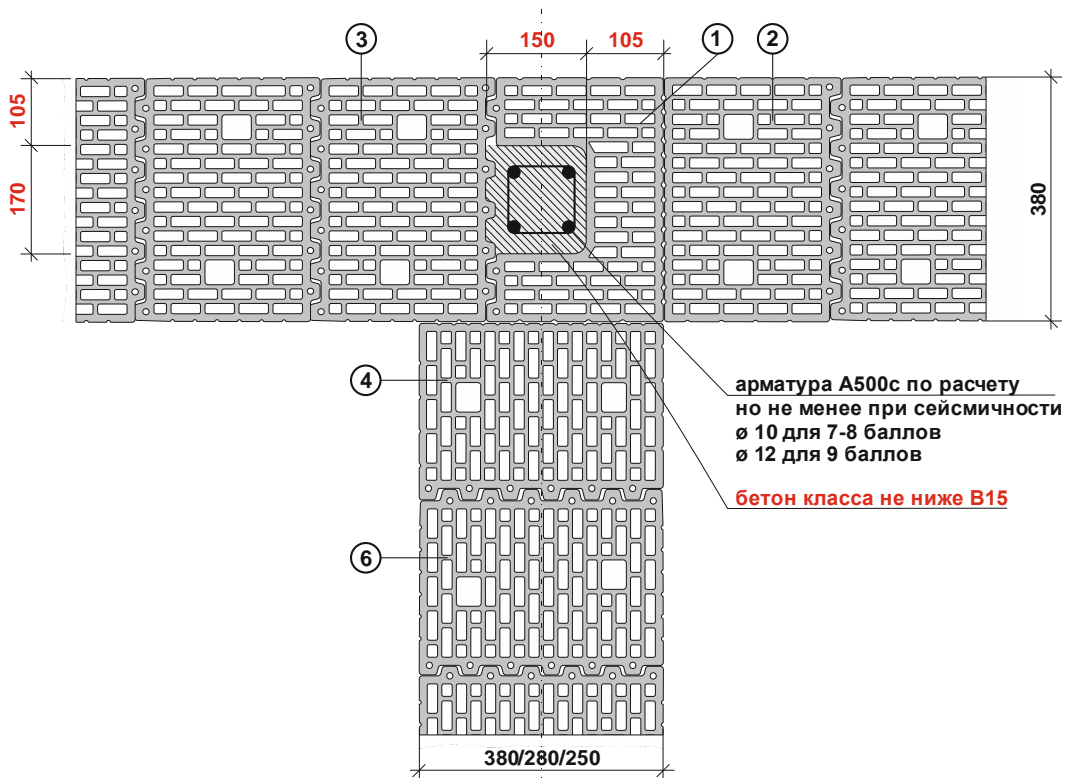 3
150
105
1
2
105
170
380
4
арматура А500с по расчету
но не менее при сейсмичности
ø 10 для 7-8 баллов
ø 12 для 9 баллов
бетон класса не ниже В15
6
380/280/250